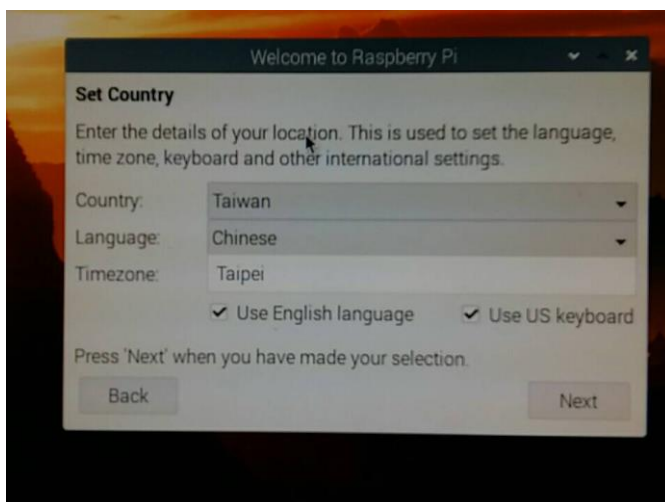 Welcome to Raspberry Pi
Set Country
Enter the details of your location. This is used to set the language,
time zone, keyboard and other international settings.
Country: Taiwan
Language: Chinese
Timezone: Taipei
Use English language Use US keyboard
Press 'Next' when you have made your selection.
Back Next